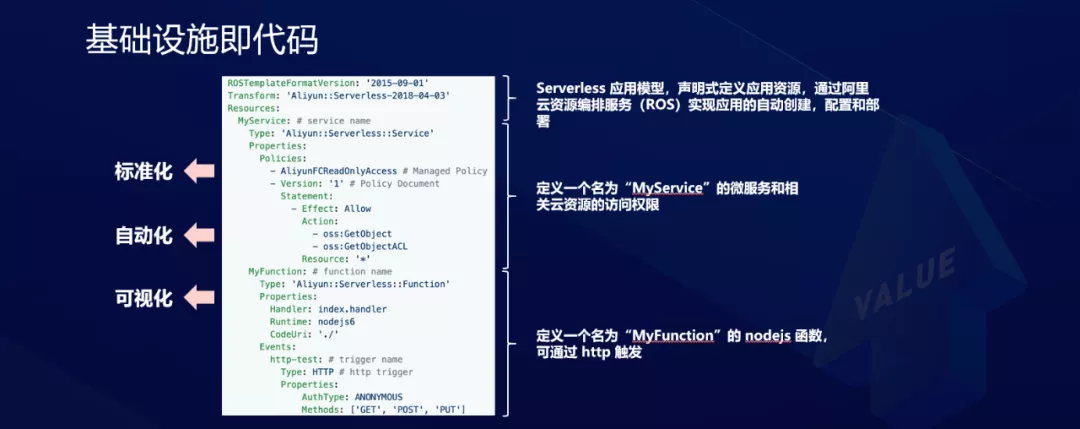 基础设施即代码
ROSTemplateFormatVersion: '2015-09-01'
Transform: 'Aliyun::Serverless-2018-04-03'
Resources:
  MyService: # service name
    Type: 'Aliyun::Serverless::Service'
    Properties:
      Policies:
        - AliyunFCReadOnlyAccess # Managed Policy
        - Version: '1' # Policy Document
          Statement:
            - Effect: Allow
              Action:
                - oss:GetObject
                - oss:GetObjectACL
              Resource: '*'
    MyFunction: # function name
      Type: 'Aliyun::Serverless::Function'
      Properties:
        Handler: index.handler
        Runtime: nodejs6
        CodeUri: './'
      Events:
        http-test: # trigger name
          Type: HTTP # http trigger
          Properties:
              AuthType: ANONYMOUS
              Methods: ['GET', 'POST', 'PUT']
标准化
自动化
可视化
Serverless 应用模型，声明式定义应用资源，通过阿里
云资源编排服务（ROS）实现应用的自动创建，配置和部
署
定义一个名为“MyService”的微服务和相
关云资源的访问权限
定义一个名为“MyFunction”的 nodejs 函数，
可通过 http 触发
VALUE